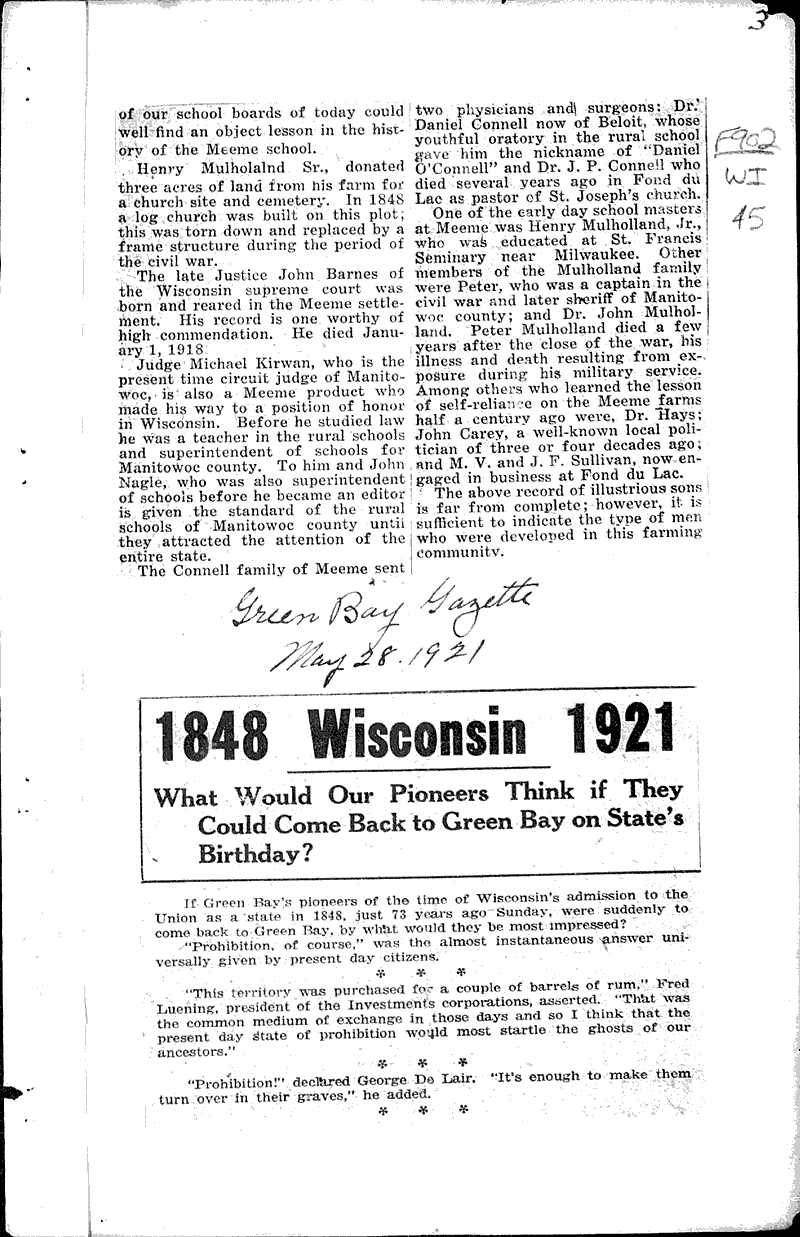 3
F902
WI
45
of our school boards of today could
well find an object lesson in the hist-
ory of the Meeme school.
Henry Mulholalnd Sr., donated
three acres of land from his farm for
a church site and cemetery. In 1848
a log church was built on this plot;
this was torn down and replaced by a
frame structure during the period of
the civil war.
The late Justice John Barnes of
the Wisconsin supreme court was
born and reared in the Meeme settle-
ment. His record is one worthy of
high commendation. He died Janu-
ary 1, 1918
Judge Michael Kirwan, who is the
present time circuit judge of Manito-
woc, is also a Meeme product who
made his way to a position of honor
in Wisconsin. Before he studied law
he was a teacher in the rural schools
and superintendent of schools for
Manitowoc county. To him and John
Nagle, who was also superintendent
of schools before he became an editor
is given the standard of the rural
schools of Manitowoc county until
they attracted the attention of the
entire state.
The Connell family of Meeme sent
two physicians and surgeons: Dr.
Daniel Connell now of Beloit, whose
youthful oratory in the rural school
gave him the nickname of "Daniel
O'Connell" and Dr. J. P. Connell who
died several years ago in Fond du
Lac as pastor of St. Joseph's church.
One of the early day school masters
at Meeme was Henry Mulholland, Jr.,
who was educated at St. Francis
Seminary near Milwaukee. Other
members of the Mulholland family
were Peter, who was a captain in the
civil war and later sheriff of Manito-
woc county; and Dr. John Mulhol-
land. Peter Mulholland died a few
years after the close of the war, his
illness and death resulting from ex-
posure during his military service.
Among others who learned the lesson
of self-reliance on the Meeme farms
half a century ago were, Dr. Hays;
John Carey, a well-known local poli-
tician of three or four decades ago;
and M. V. and J. F. Sullivan, now en-
gaged in business at Fond du Lac.
The above record of illustrious sons
is far from complete; however, it is
sufficient to indicate the type of men
who were developed in this farming
community.
Green Bay Gazette
May 28. 1921
1848 Wisconsin 1921
What Would Our Pioneers Think if They
Could Come Back to Green Bay on State's
Birthday?
If Green Bay's pioneers of the time of Wisconsin's admission to the
Union as a state in 1848, just 73 years ago Sunday, were suddenly to
come back to Green Bay, by what would they be most impressed?
"Prohibition, of course," was the almost instantaneous answer uni-
versally given by present day citizens.
* * *
"This territory was purchased for a couple of barrels of rum," Fred
Luening, president of the Investments corporations, asserted. "That was
the common medium of exchange in those days and so I think that the
present day state of prohibition would most startle the ghosts of our
ancestors."
* * *
"Prohibition!" declared George De Lair. "It's enough to make them
turn over in their graves," he added.
* * *